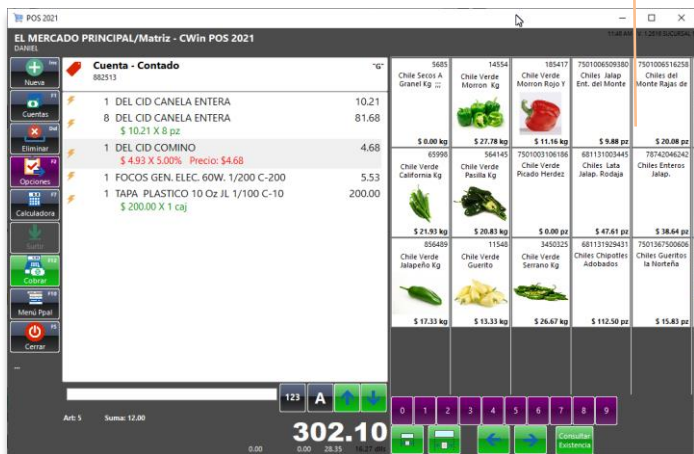 POS 2021
EL MERCADO PRINCIPAL/Matriz - CWin POS 2021
DANIEL
11:48 AM
Ins
Nueva
F1
Cuentas
Del
Eliminar
Opciones
F7
Calculadora
Surtir
F12
Cobrar
F10
Menú Ppal
F5
Cerrar
...
Cuenta - Contado
"G"
882513
1 DEL CID CANELA ENTERA 10.21
8 DEL CID CANELA ENTERA 81.68
$ 10.21 X 8 pz
1 DEL CID COMINO 4.68
$ 4.93 X 5.00% Precio: $4.68
1 FOCOS GEN. ELEC. 60W. 1/200 C-200 5.53
1 TAPA PLASTICO 10 Oz JL 1/100 C-10 200.00
$ 200.00 X 1 caj
123 A
Art: 5 Suma: 12.00
302.10
0.00 0.00 28.35
5685
Chile Secos A
Granel Kg ;;;
$ 0.00 kg
14554
Chile Verde
Morron Kg
$ 27.78 kg
185417
Chile Verde
Morron Rojo Y
$ 11.16 kg
7501006509380
Chiles Jalap
Ent. del Monte
$ 9.88 pz
7501006516258
Chiles del
Monte Rajas de
$ 20.08 pz
65998
Chile Verde
California Kg
$ 21.93 kg
564145
Chile Verde
Pasilla Kg
$ 20.83 kg
7501003106186
Chile Verde
Picado Herdez
$ 0.00 pz
681131003445
Chiles Lata
Jalap. Rodaja
$ 47.61 pz
78742046242
Chiles Enteros
Jalap.
$ 38.64 pz
856489
Chile Verde
Jalapeño Kg
$ 17.33 kg
11548
Chile Verde
Guerito
$ 13.33 kg
3450325
Chile Verde
Serrano Kg
$ 26.67 kg
681131929431
Chiles Chipotles
Adobados
$ 112.50 pz
7501367500606
Chiles Gueritos
la Norteña
$ 15.83 pz
0 1 2 3 4 5 6 7 8 9
Consultar
Existencia